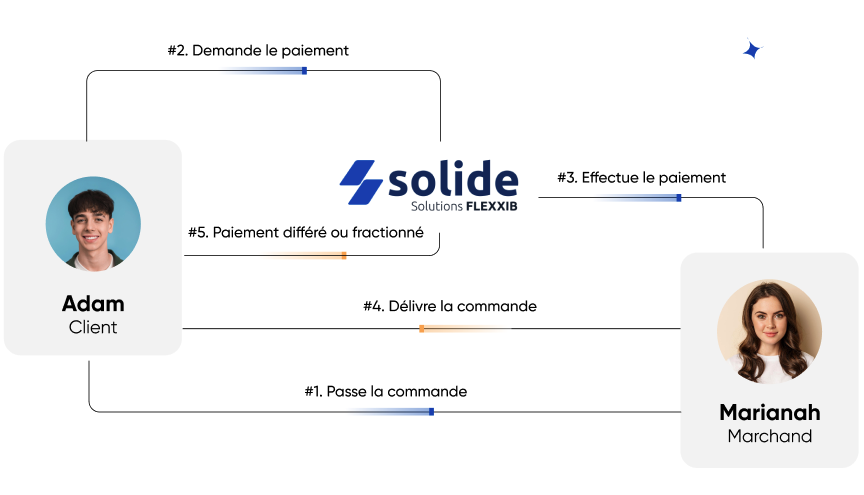 #2. Demande le paiement
solide
Solutions FLEXXIB
#3. Effectue le paiement
#5. Paiement différé ou fractionné
Adam
Client
#4. Délivre la commande
#1. Passe la commande
Marianah
Marchand